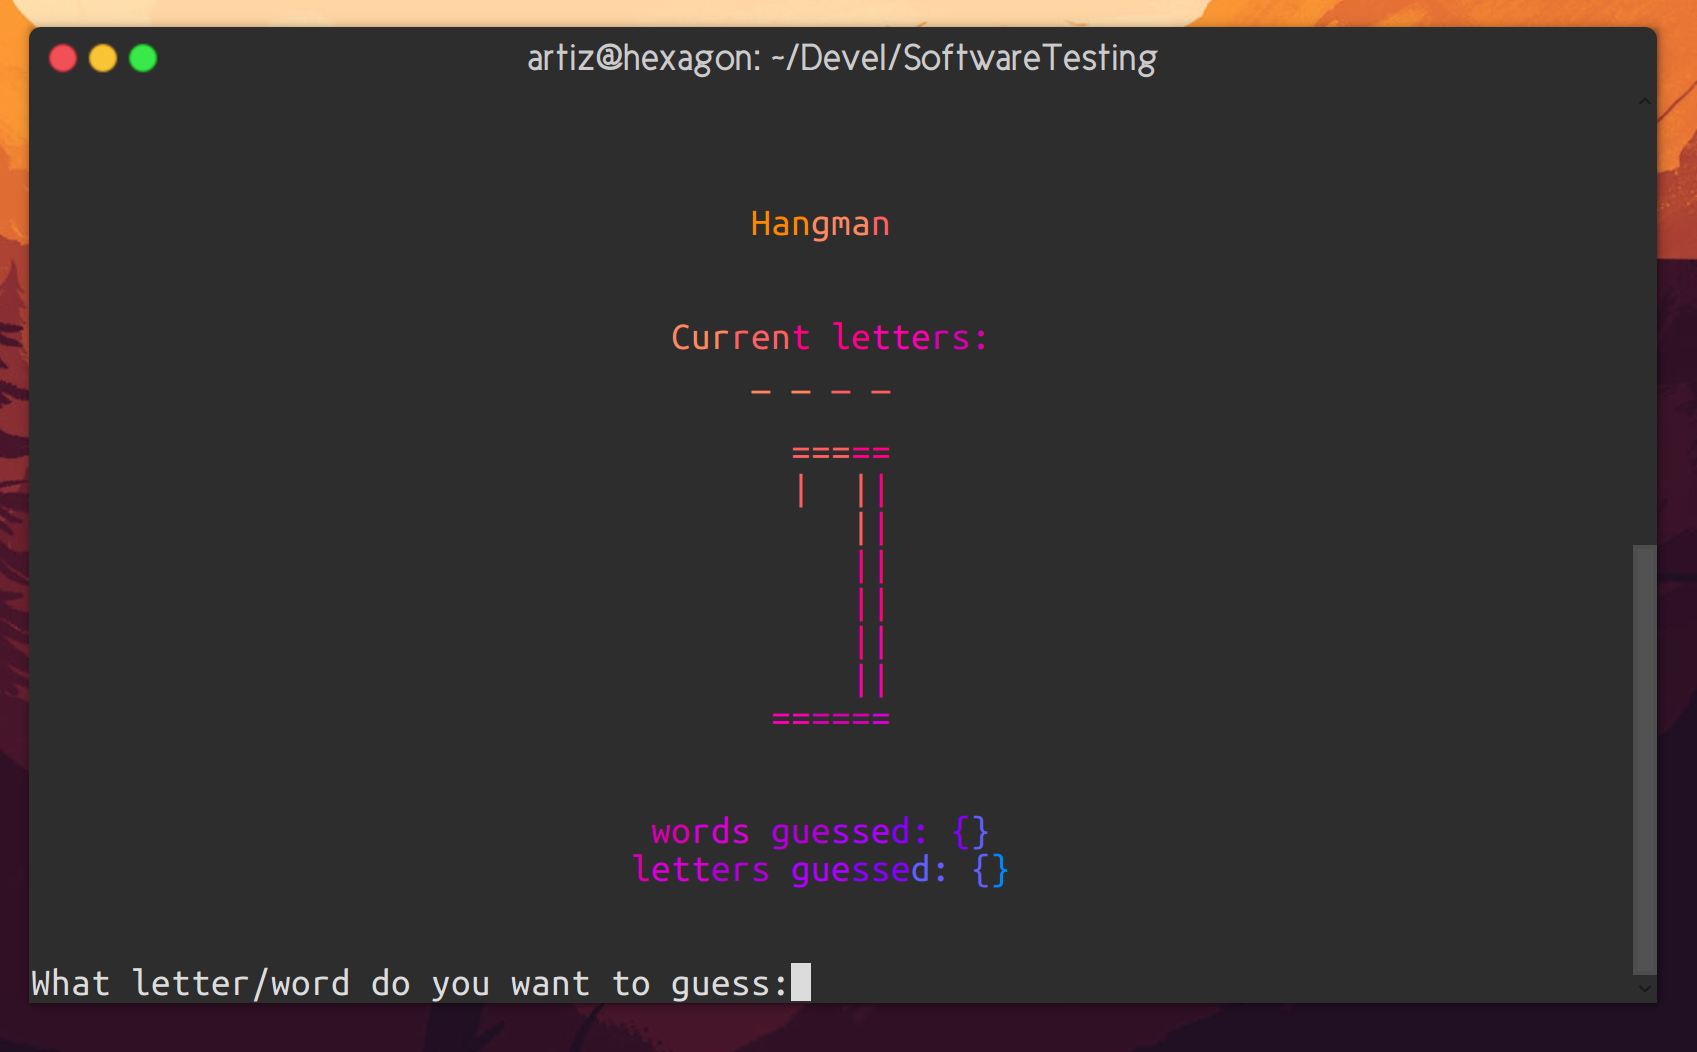 artiz@hexagon: ~/Devel/SoftwareTesting
Hangman
Current letters:
_ _ _ _
=====
|  ||
||
||
||
||
||
======
words guessed: {}
letters guessed: {}
What letter/word do you want to guess: